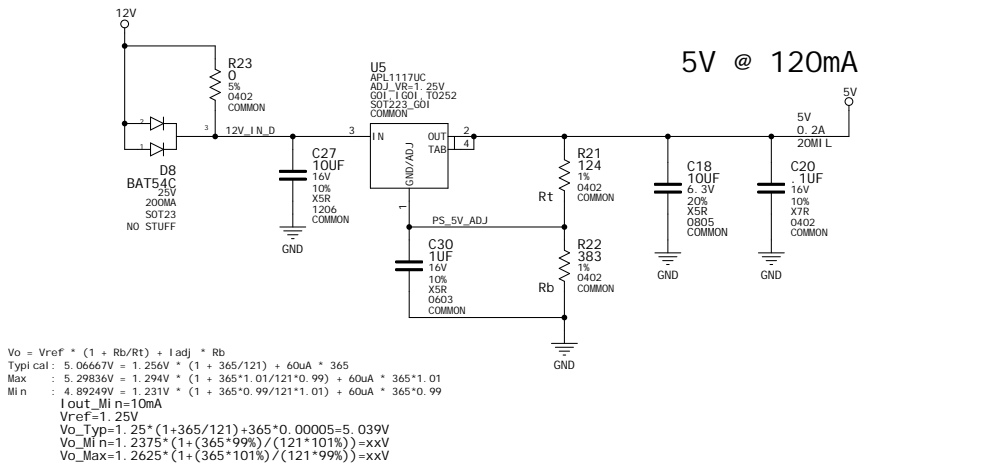 12V
5V @ 120mA
R23
0
5%
0402
COMMON
U5
APL1117UC
ADJ_VR=1.25V
GOI,IGOI,TO252
SOT223_GOI
COMMON
5V
5V
0.2A
20MIL
2
1
3
12V_IN_D
3
IN
OUT
TAB
GND/ADJ
2
4
1
D8
BAT54C
25V
200MA
SOT23
NO STUFF
C27
10UF
16V
10%
X5R
1206
COMMON
GND
R21
124
1%
0402
COMMON
Rt
C18
10UF
6.3V
20%
X5R
0805
COMMON
GND
C20
.1UF
16V
10%
X7R
0402
COMMON
GND
PS_5V_ADJ
C30
1UF
16V
10%
X5R
0603
COMMON
R22
383
1%
0402
COMMON
Rb
GND
Vo = Vref * (1 + Rb/Rt) + Iadj * Rb
Typical: 5.06667V = 1.256V * (1 + 365/121) + 60uA * 365
Max : 5.29836V = 1.294V * (1 + 365*1.01/121*0.99) + 60uA * 365*1.01
Min : 4.89249V = 1.231V * (1 + 365*0.99/121*1.01) + 60uA * 365*0.99
Iout_Min=10mA
Vref=1.25V
Vo_Typ=1.25*(1+365/121)+365*0.00005=5.039V
Vo_Min=1.2375*(1+(365*99%)/(121*101%))=xxV
Vo_Max=1.2625*(1+(365*101%)/(121*99%))=xxV